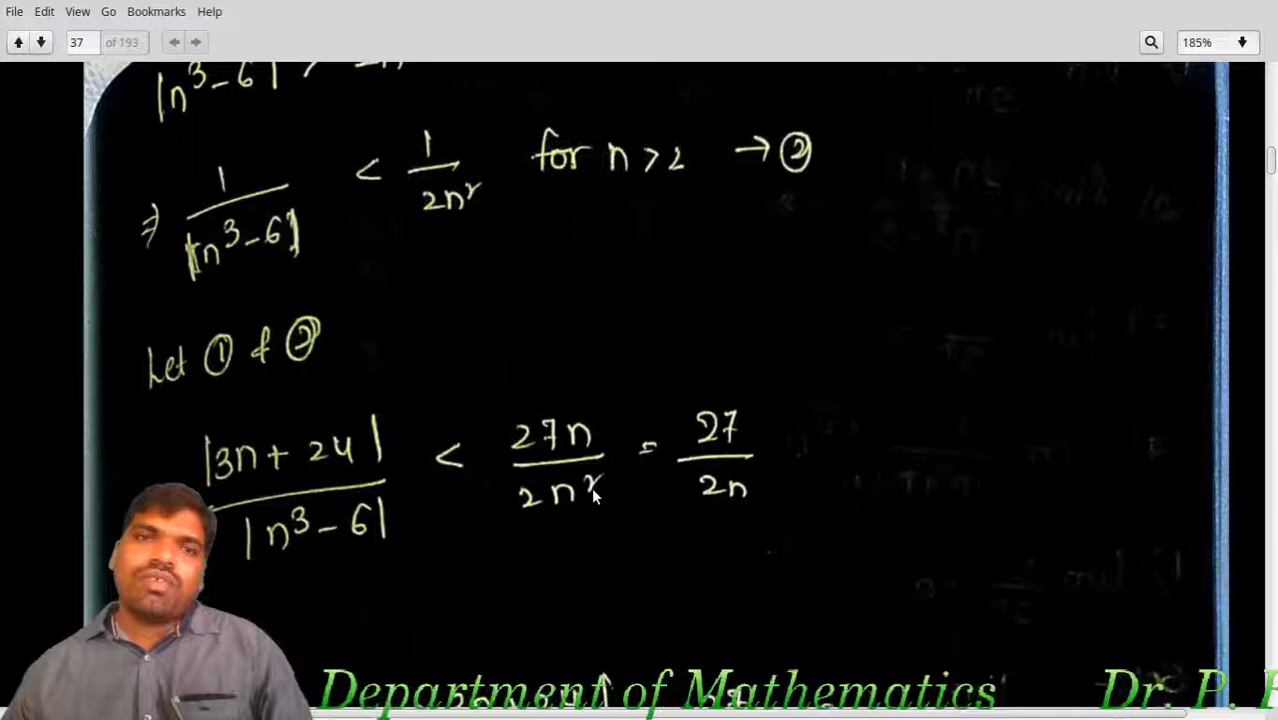 File Edit View Go Bookmarks Help
37 of 193 185%
|n³-6| >
⇒ 1/|n³-6| < 1/2n² for n>2 → ②
Let ① & ②
|3n+24|/|n³-6| < 27n/2n² = 27/2n
Department of Mathematics Dr. P.